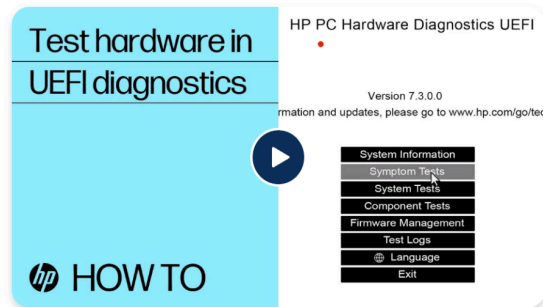 Test hardware in
UEFI diagnostics
hp HOW TO
HP PC Hardware Diagnostics UEFI
Version 7.3.0.0
rmation and updates, please go to www.hp.com/go/tec
System Information
Symptom Tests
System Tests
Component Tests
Firmware Management
Test Logs
Language
Exit